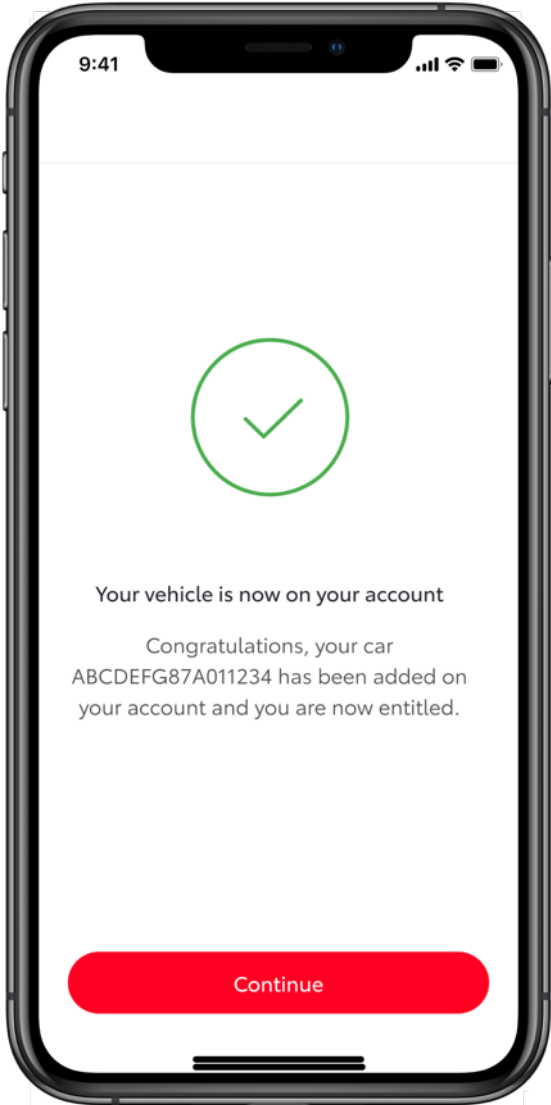 9:41
Your vehicle is now on your account
Congratulations, your car
ABCDEFG87A011234 has been added on
your account and you are now entitled.
Continue